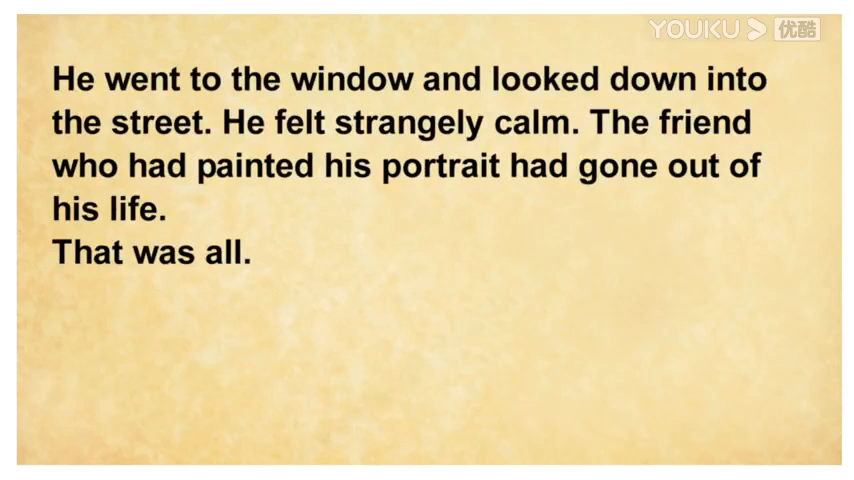 YOUKU 优酷
He went to the window and looked down into
the street. He felt strangely calm. The friend
who had painted his portrait had gone out of
his life.
That was all.